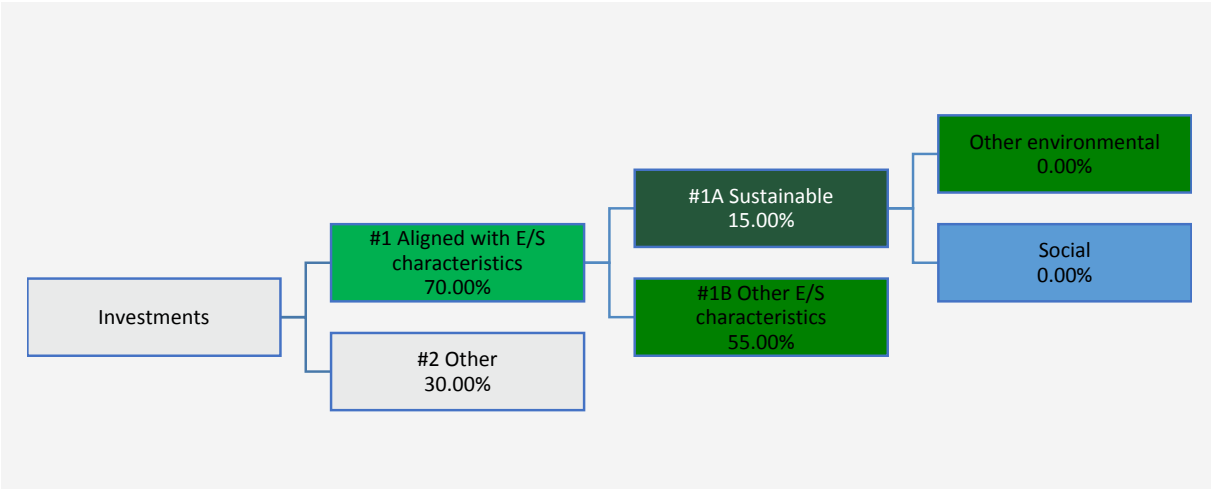 Investments
#1 Aligned with E/S
characteristics
70.00%
#2 Other
30.00%
#1A Sustainable
15.00%
#1B Other E/S
characteristics
55.00%
Other environmental
0.00%
Social
0.00%